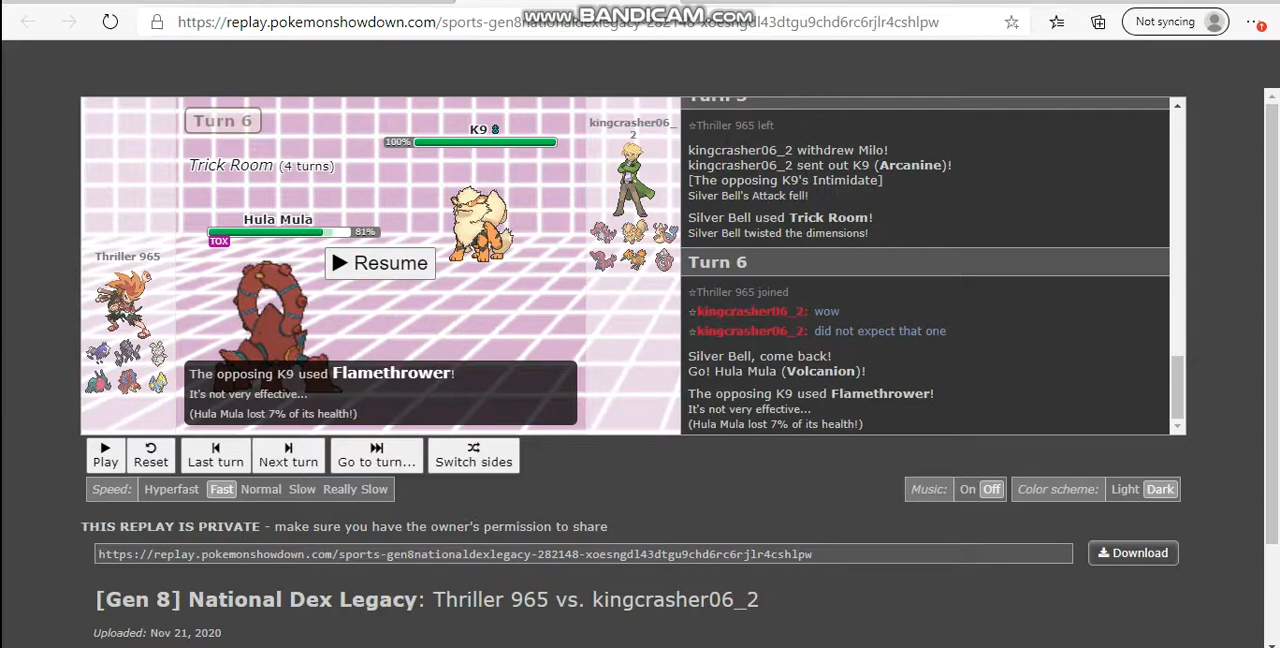 www.BANDICAM.com
https://replay.pokemonshowdown.com/sports-gen8nationaldexlegacy-282148-xoesngdl43dtgu9chd6rc6rjlr4cshlpw
Not syncing
Turn 6
Trick Room (4 turns)
K9
100%
Hula Mula
81%
TOX
Thriller 965
kingcrasher06_
2
Resume
The opposing K9 used Flamethrower!
It's not very effective...
(Hula Mula lost 7% of its health!)
Turn 5
☆Thriller 965 left
kingcrasher06_2 withdrew Milo!
kingcrasher06_2 sent out K9 (Arcanine)!
[The opposing K9's Intimidate]
Silver Bell's Attack fell!
Silver Bell used Trick Room!
Silver Bell twisted the dimensions!
Turn 6
☆Thriller 965 joined
☆kingcrasher06_2: wow
☆kingcrasher06_2: did not expect that one
Silver Bell, come back!
Go! Hula Mula (Volcanion)!
The opposing K9 used Flamethrower!
It's not very effective...
(Hula Mula lost 7% of its health!)
Play Reset Last turn Next turn Go to turn... Switch sides
Speed: Hyperfast Fast Normal Slow Really Slow
Music: On Off Color scheme: Light Dark
THIS REPLAY IS PRIVATE - make sure you have the owner's permission to share
https://replay.pokemonshowdown.com/sports-gen8nationaldexlegacy-282148-xoesngdl43dtgu9chd6rc6rjlr4cshlpw
Download
[Gen 8] National Dex Legacy: Thriller 965 vs. kingcrasher06_2
Uploaded: Nov 21, 2020